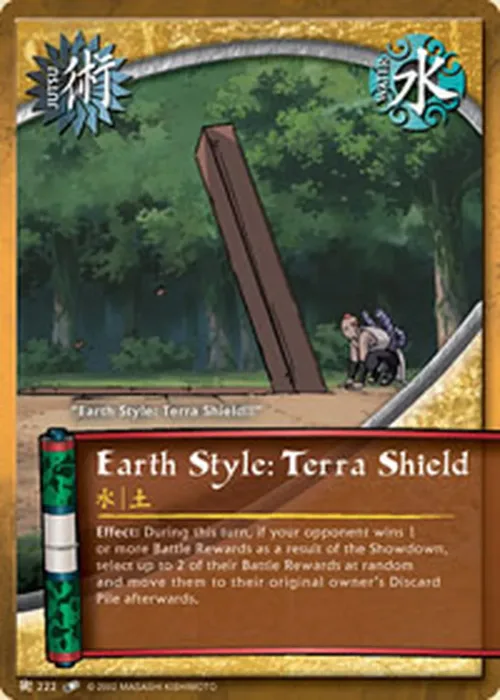 JUTSU 術
WATER 水
"Earth Style: Terra Shield!!"
Earth Style: Terra Shield
水|土
Effect: During this turn, if your opponent wins 1
or more Battle Rewards as a result of the Showdown,
select up to 2 of their Battle Rewards at random
and move them to their original owner's Discard
Pile afterwards.
術 222 © 2002 MASASHI KISHIMOTO